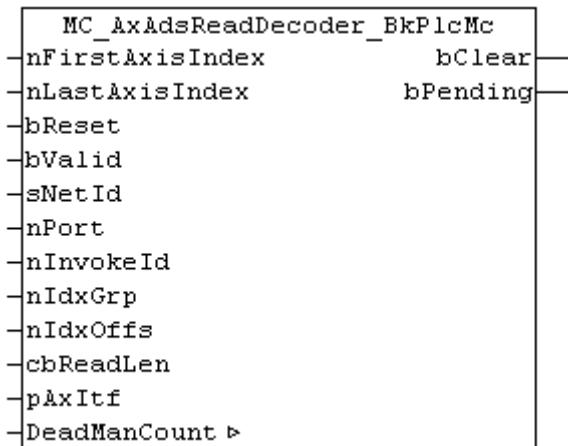 MC_AxAdsReadDecoder_BkPlcMc
nFirstAxisIndex bClear
nLastAxisIndex bPending
bReset
bValid
sNetId
nPort
nInvokeId
nIdxGrp
nIdxOffs
cbReadLen
pAxItf
DeadManCount ▷